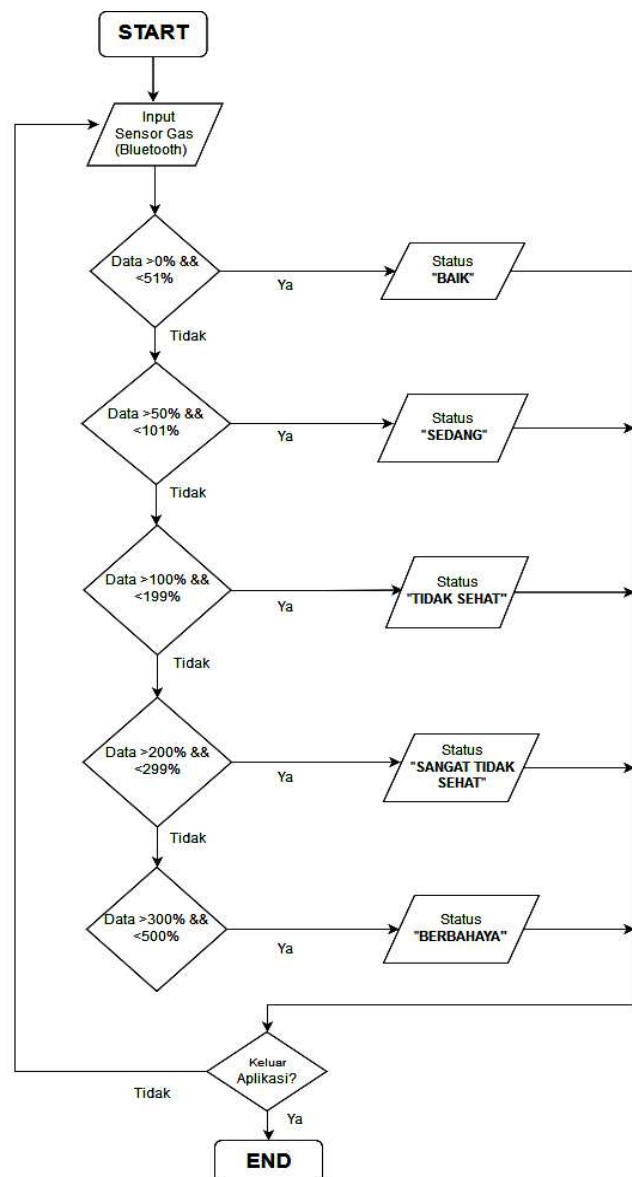 START
Input
Sensor Gas
(Bluetooth)
Data >0% &&
<51%
Ya
Status
"BAIK"
Tidak
Data >50% &&
<101%
Ya
Status
"SEDANG"
Tidak
Data >100% &&
<199%
Ya
Status
"TIDAK SEHAT"
Tidak
Data >200% &&
<299%
Ya
Status
"SANGAT TIDAK
SEHAT"
Tidak
Data >300% &&
<500%
Ya
Status
"BERBAHAYA"
Keluar
Aplikasi?
Tidak
Ya
END